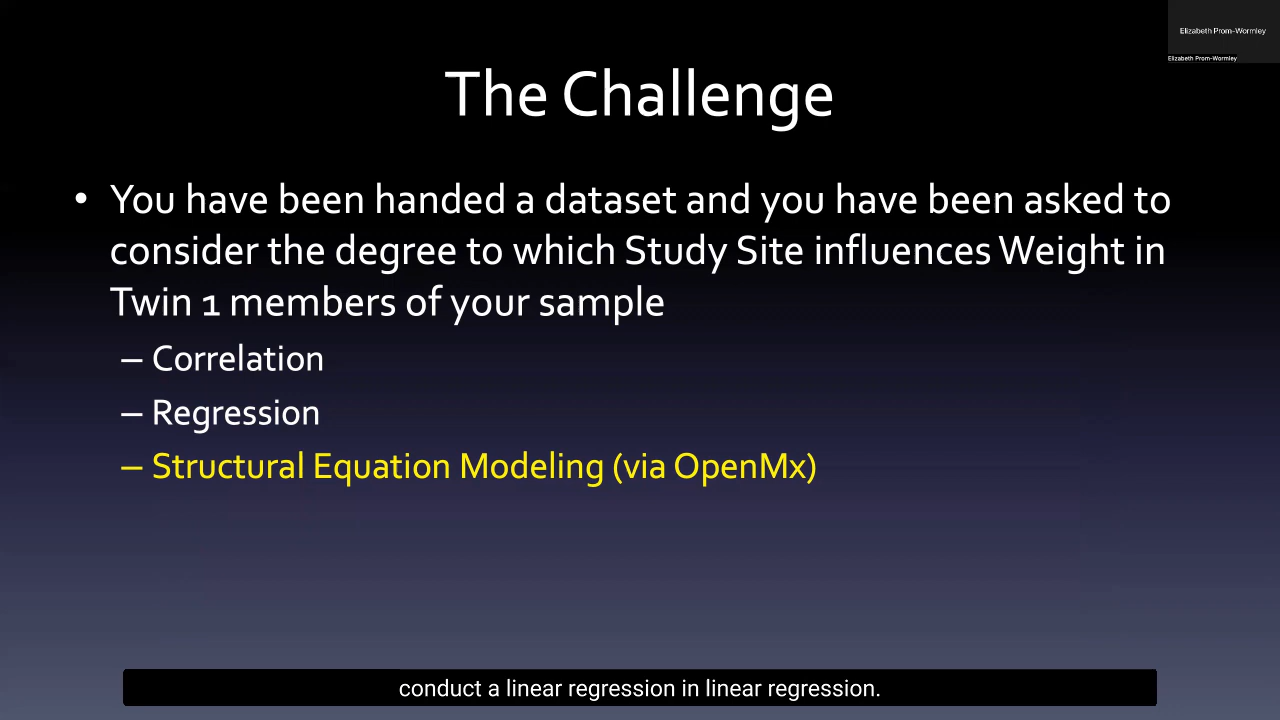 Elizabeth Prom-Wormley
Elizabeth Prom-Wormley
The Challenge
• You have been handed a dataset and you have been asked to
consider the degree to which Study Site influences Weight in
Twin 1 members of your sample
– Correlation
– Regression
– Structural Equation Modeling (via OpenMx)
conduct a linear regression in linear regression.